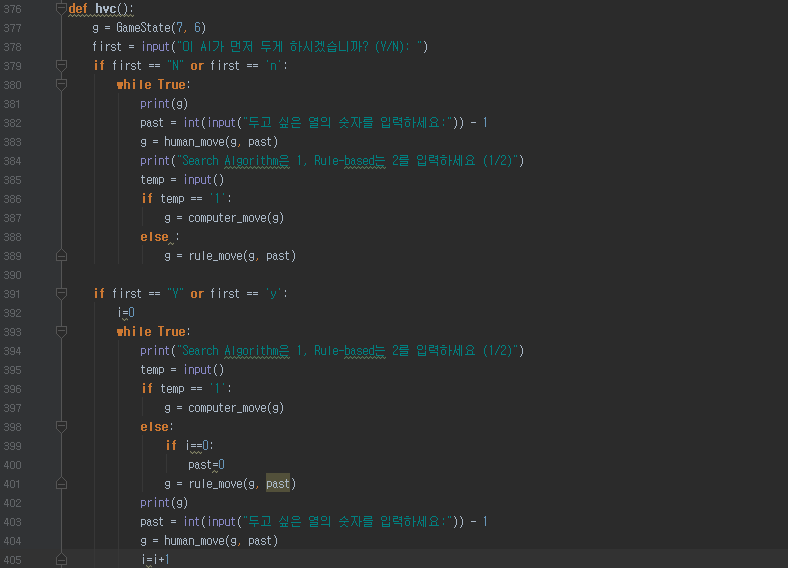 376 def hvc():
377 g = GameState(7, 6)
378 first = input("이 AI가 먼저 두게 하시겠습니까? (Y/N): ")
379 if first == "N" or first == 'n':
380 while True:
381 print(g)
382 past = int(input("두고 싶은 열의 숫자를 입력하세요:")) - 1
383 g = human_move(g, past)
384 print("Search Algorithm은 1, Rule-based는 2를 입력하세요 (1/2)")
385 temp = input()
386 if temp == '1':
387 g = computer_move(g)
388 else :
389 g = rule_move(g, past)
390
391 if first == "Y" or first == 'y':
392 i=0
393 while True:
394 print("Search Algorithm은 1, Rule-based는 2를 입력하세요 (1/2)")
395 temp = input()
396 if temp == '1':
397 g = computer_move(g)
398 else:
399 if i==0:
400 past=0
401 g = rule_move(g, past)
402 print(g)
403 past = int(input("두고 싶은 열의 숫자를 입력하세요:")) - 1
404 g = human_move(g, past)
405 i=i+1